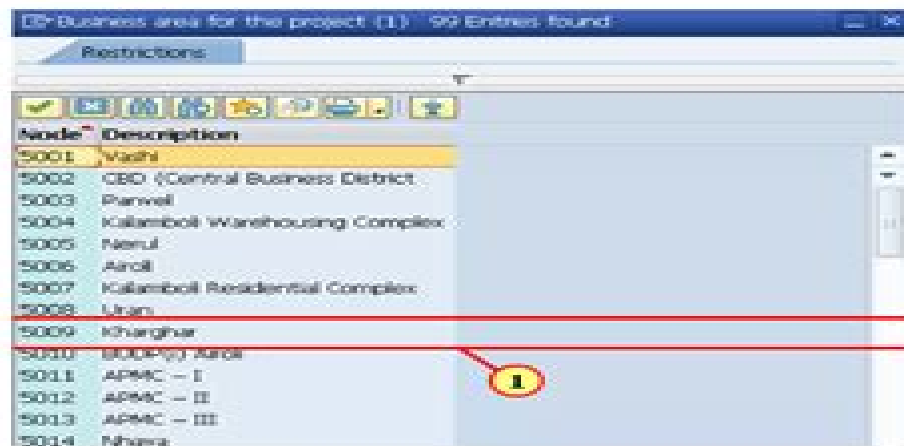 Business area for this project (1) 99 Entries found
Restrictions
Node Description
5001 Vashi
5002 CBD (Central Business District
5003 Panvel
5004 Kalamboli Warehousing Complex
5005 Nerul
5006 Airoli
5007 Kalamboli Residential Complex
5008 Uran
5009 Kharghar
5010 Airoli
5011 APMC – I
5012 APMC – II
5013 APMC – III
5014 Nhava
1